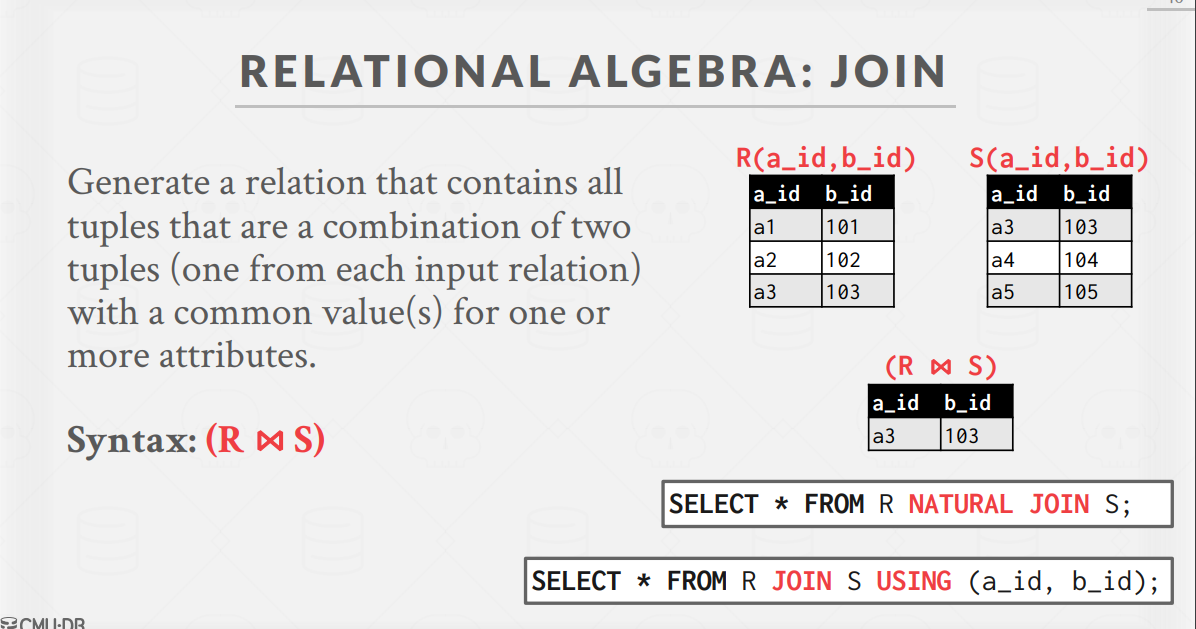 RELATIONAL ALGEBRA: JOIN
Generate a relation that contains all
tuples that are a combination of two
tuples (one from each input relation)
with a common value(s) for one or
more attributes.
Syntax: (R ⋈ S)
R(a_id,b_id)
a_id b_id
a1 101
a2 102
a3 103
S(a_id,b_id)
a_id b_id
a3 103
a4 104
a5 105
(R ⋈ S)
a_id b_id
a3 103
SELECT * FROM R NATURAL JOIN S;
SELECT * FROM R JOIN S USING (a_id, b_id);
CMU·DB